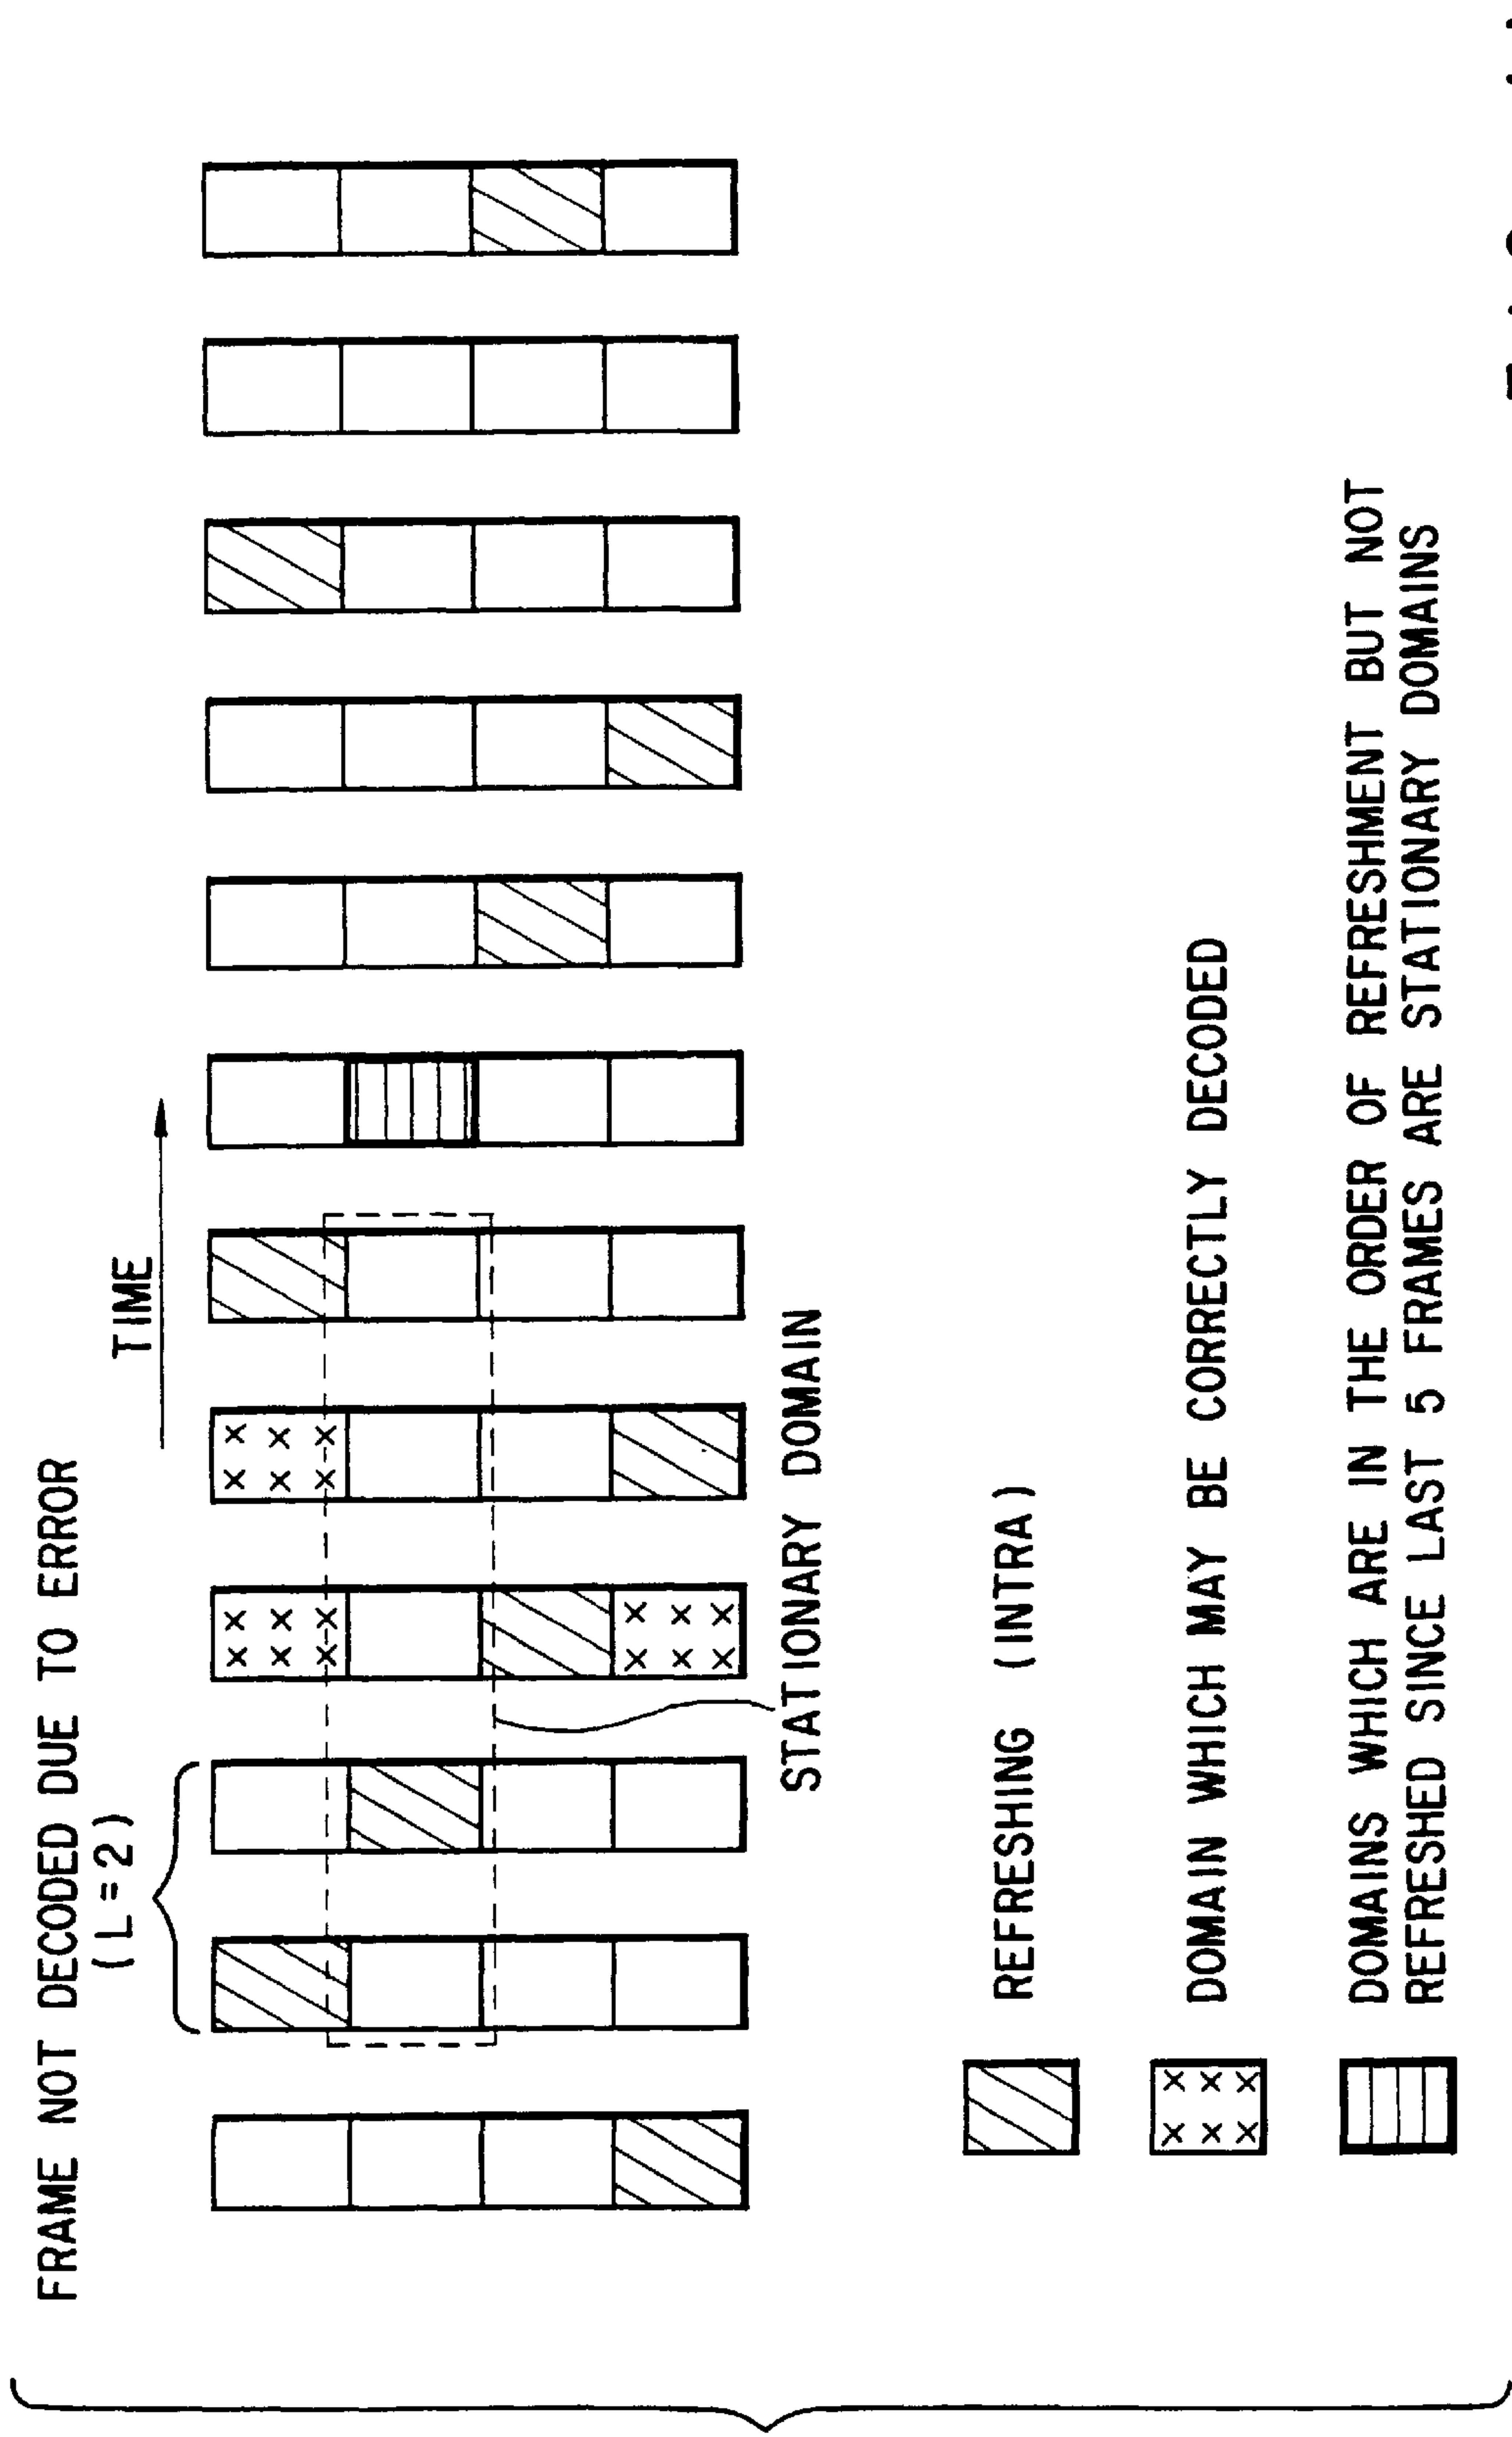 FRAME NOT DECODED DUE TO ERROR
(L=2)
TIME
× × × × × ×
× × × × × ×
× × × × × ×
STATIONARY DOMAIN
REFRESHING (INTRA)
× × × × × ×
DOMAIN WHICH MAY BE CORRECTLY DECODED
DOMAINS WHICH ARE IN THE ORDER OF REFRESHMENT BUT NOT
REFRESHED SINCE LAST 5 FRAMES ARE STATIONARY DOMAINS